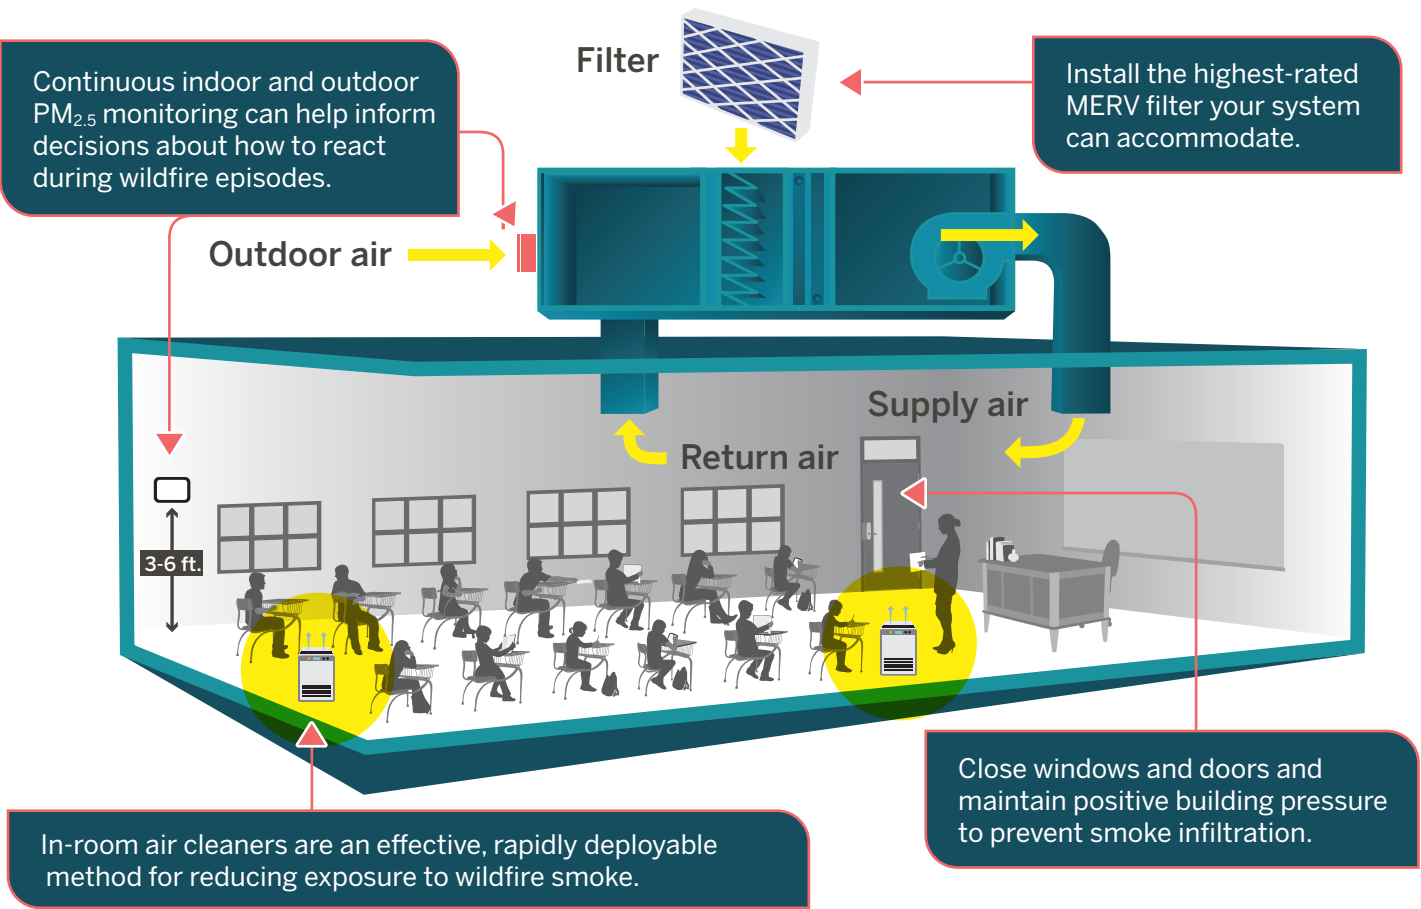 Continuous indoor and outdoor
PM2.5 monitoring can help inform
decisions about how to react
during wildfire episodes.
Filter
Install the highest-rated
MERV filter your system
can accommodate.
Outdoor air
Supply air
Return air
3-6 ft.
Close windows and doors and
maintain positive building pressure
to prevent smoke infiltration.
In-room air cleaners are an effective, rapidly deployable
method for reducing exposure to wildfire smoke.